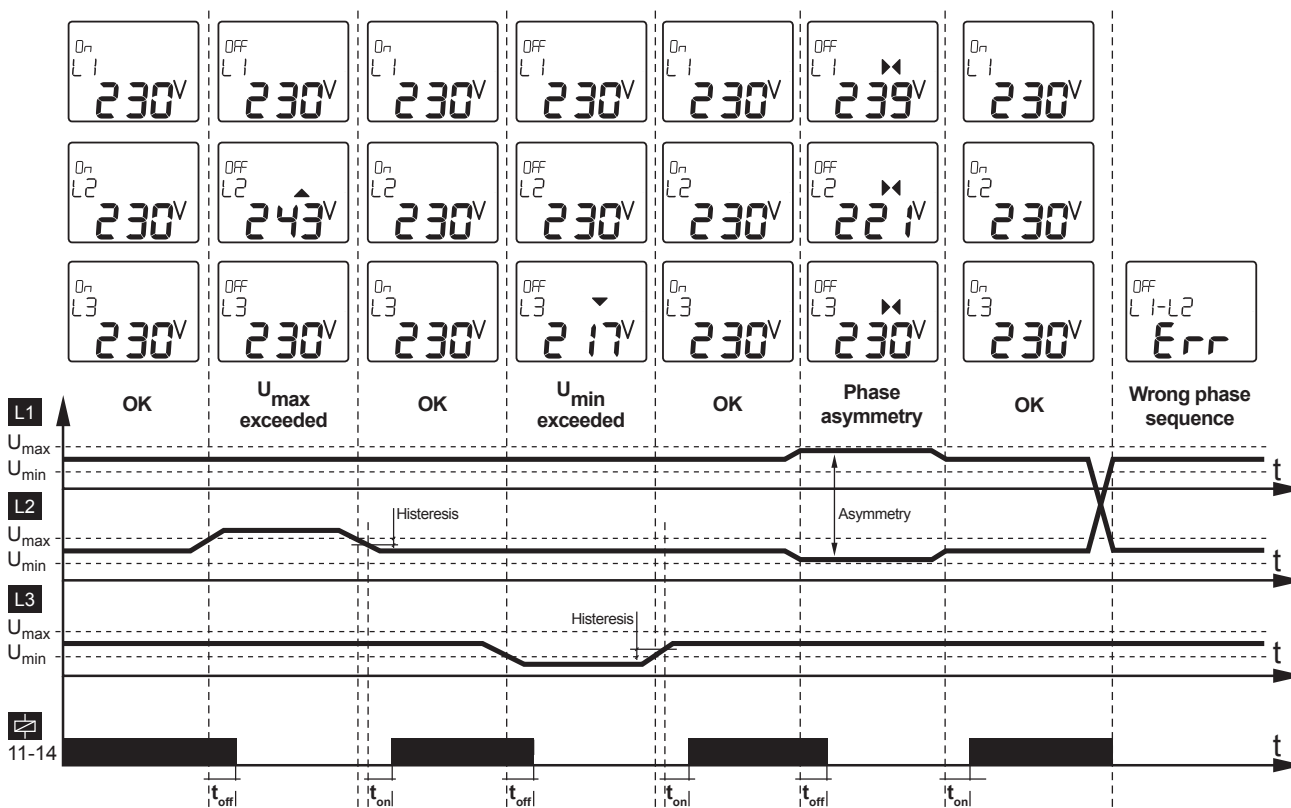 On OFF On OFF On OFF On
L1 L1 L1 L1 L1 L1 L1
230V 230V 230V 230V 230V 239V 230V
On OFF On OFF On OFF On
L2 L2 L2 L2 L2 L2 L2
230V 243V 230V 230V 230V 221V 230V
On OFF On OFF On OFF On OFF
L3 L3 L3 L3 L3 L3 L3 L1-L2
230V 230V 230V 217V 230V 230V 230V Err
OK Umax exceeded OK Umin exceeded OK Phase asymmetry OK Wrong phase sequence
L1
Umax
Umin
t
L2
Histeresis
Asymmetry
Umax
Umin
t
L3
Histeresis
Umax
Umin
t
11-14
t
toff ton toff ton toff ton